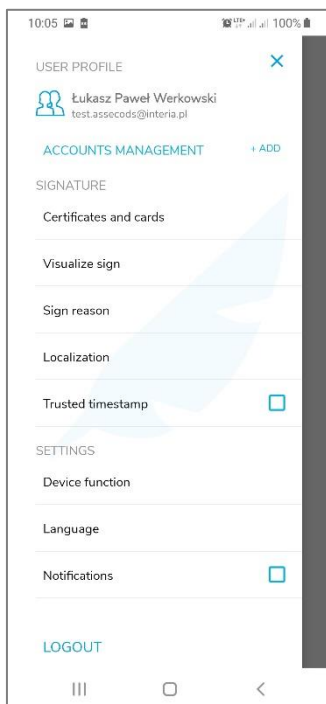 10:05 LTE+ 100%
USER PROFILE
Łukasz Paweł Werkowski
test.assecods@interia.pl
ACCOUNTS MANAGEMENT + ADD
SIGNATURE
Certificates and cards
Visualize sign
Sign reason
Localization
Trusted timestamp
SETTINGS
Device function
Language
Notifications
LOGOUT